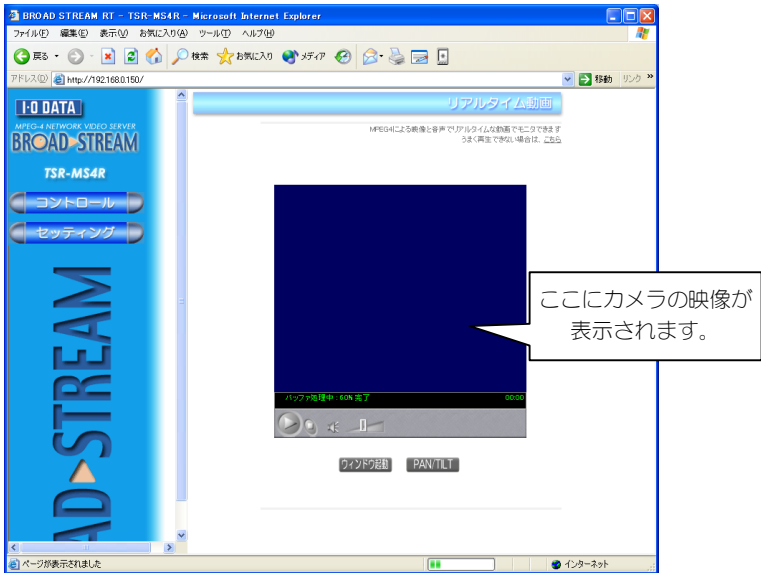 BROAD STREAM RT - TSR-MS4R - Microsoft Internet Explorer
ファイル(F) 編集(E) 表示(V) お気に入り(A) ツール(T) ヘルプ(H)
戻る 検索 お気に入り メディア
アドレス(D) http://192.168.0.150/ 移動 リンク »
I-O DATA
MPEG-4 NETWORK VIDEO SERVER
BROAD STREAM
TSR-MS4R
コントロール
セッティング
AD STREAM
リアルタイム動画
MPEG4による映像と音声でリアルタイムな動画でモニタできます
うまく再生できない場合は、こちら
ここにカメラの映像が
表示されます。
バッファ処理中 : 60% 完了 00:00
ウィンドウ起動 PAN/TILT
ページが表示されました インターネット